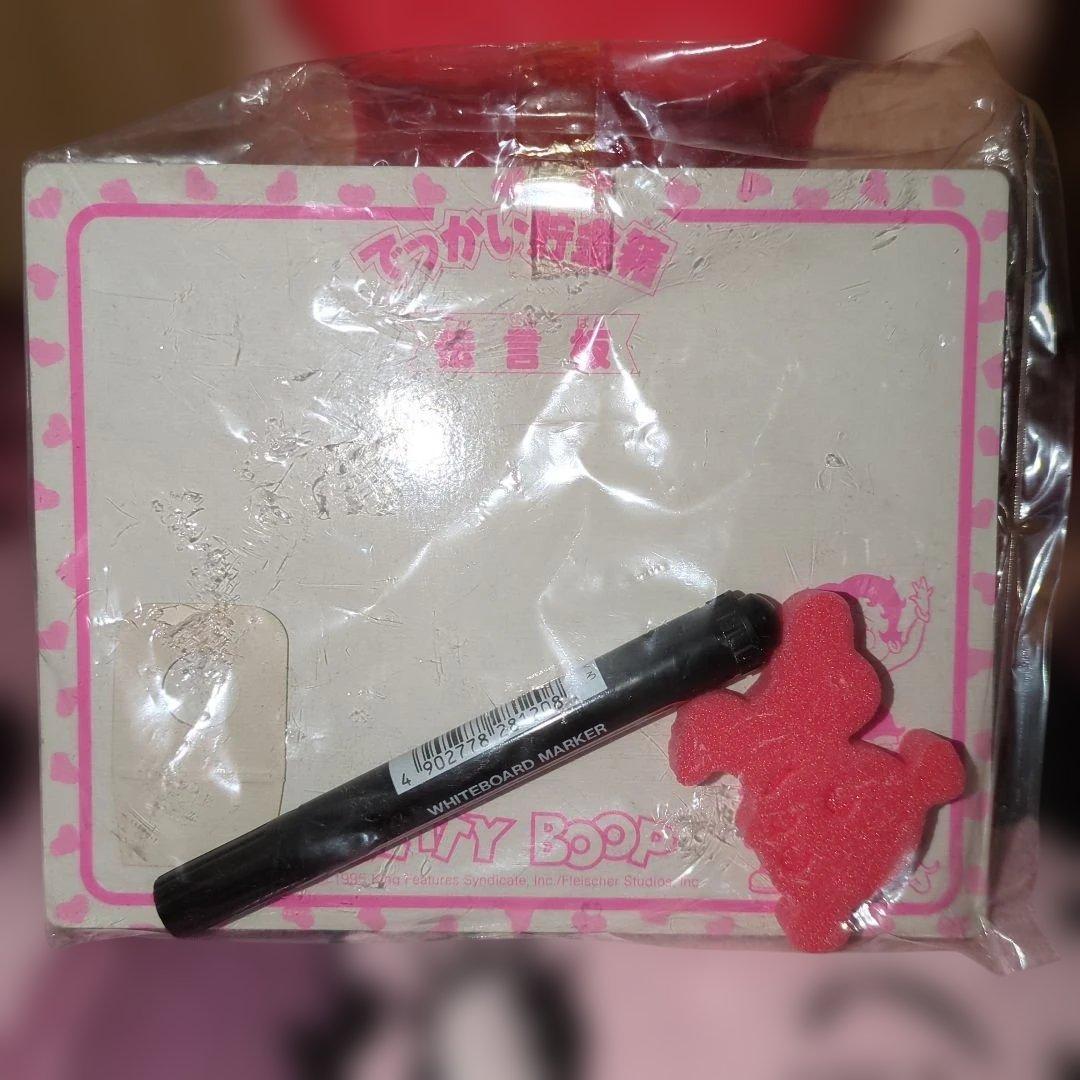 でっかい貯金箱
伝言板
4 902778 281208
WHITEBOARD MARKER
BETTY BOOP
©1995 King Features Syndicate, Inc./Fleischer Studios, Inc.